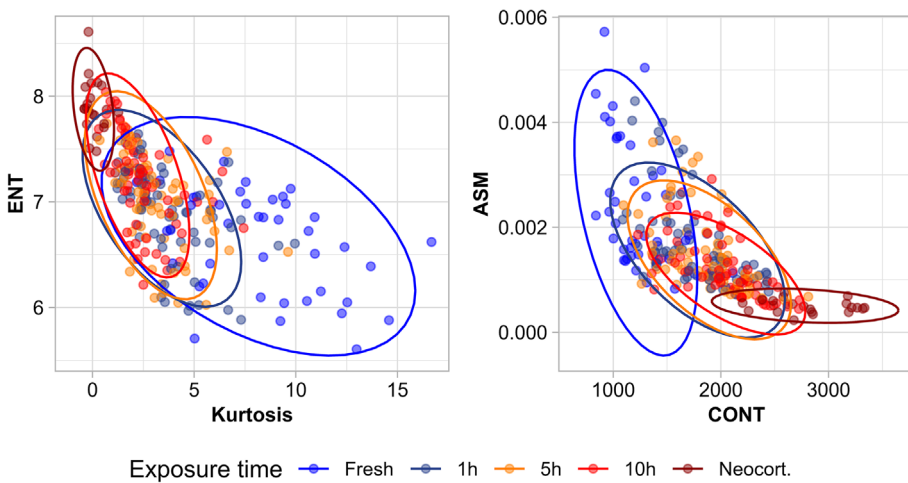 ENT
8
7
6
0
5
10
15
Kurtosis
ASM
0.006
0.004
0.002
0.000
1000
2000
3000
CONT
Exposure time Fresh 1h 5h 10h Neocort.